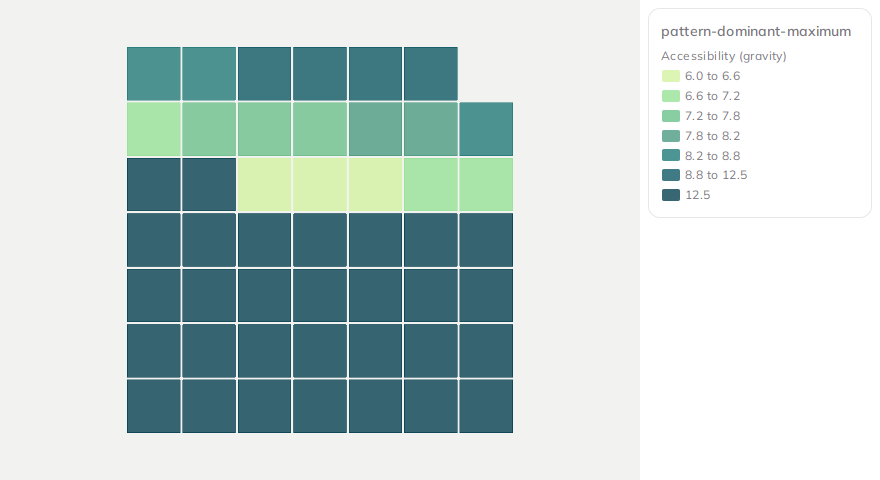 pattern-dominant-maximum
Accessibility (gravity)
6.0 to 6.6
6.6 to 7.2
7.2 to 7.8
7.8 to 8.2
8.2 to 8.8
8.8 to 12.5
12.5